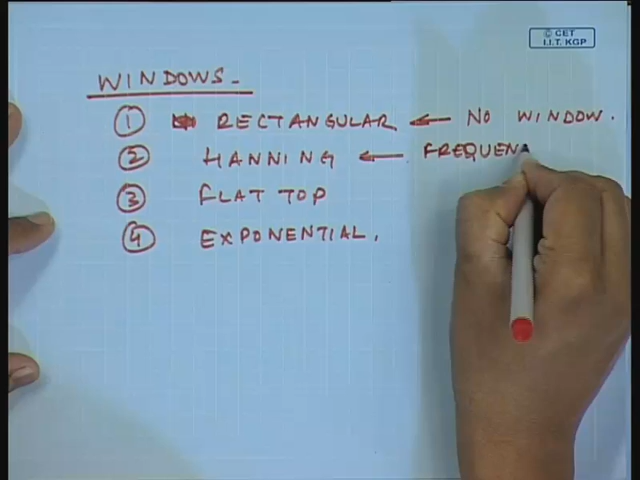 © CET
I.I.T. KGP
WINDOWS -
① RECTANGULAR ← NO WINDOW.
② HANNING ← FREQUEN
③ FLAT TOP
④ EXPONENTIAL.